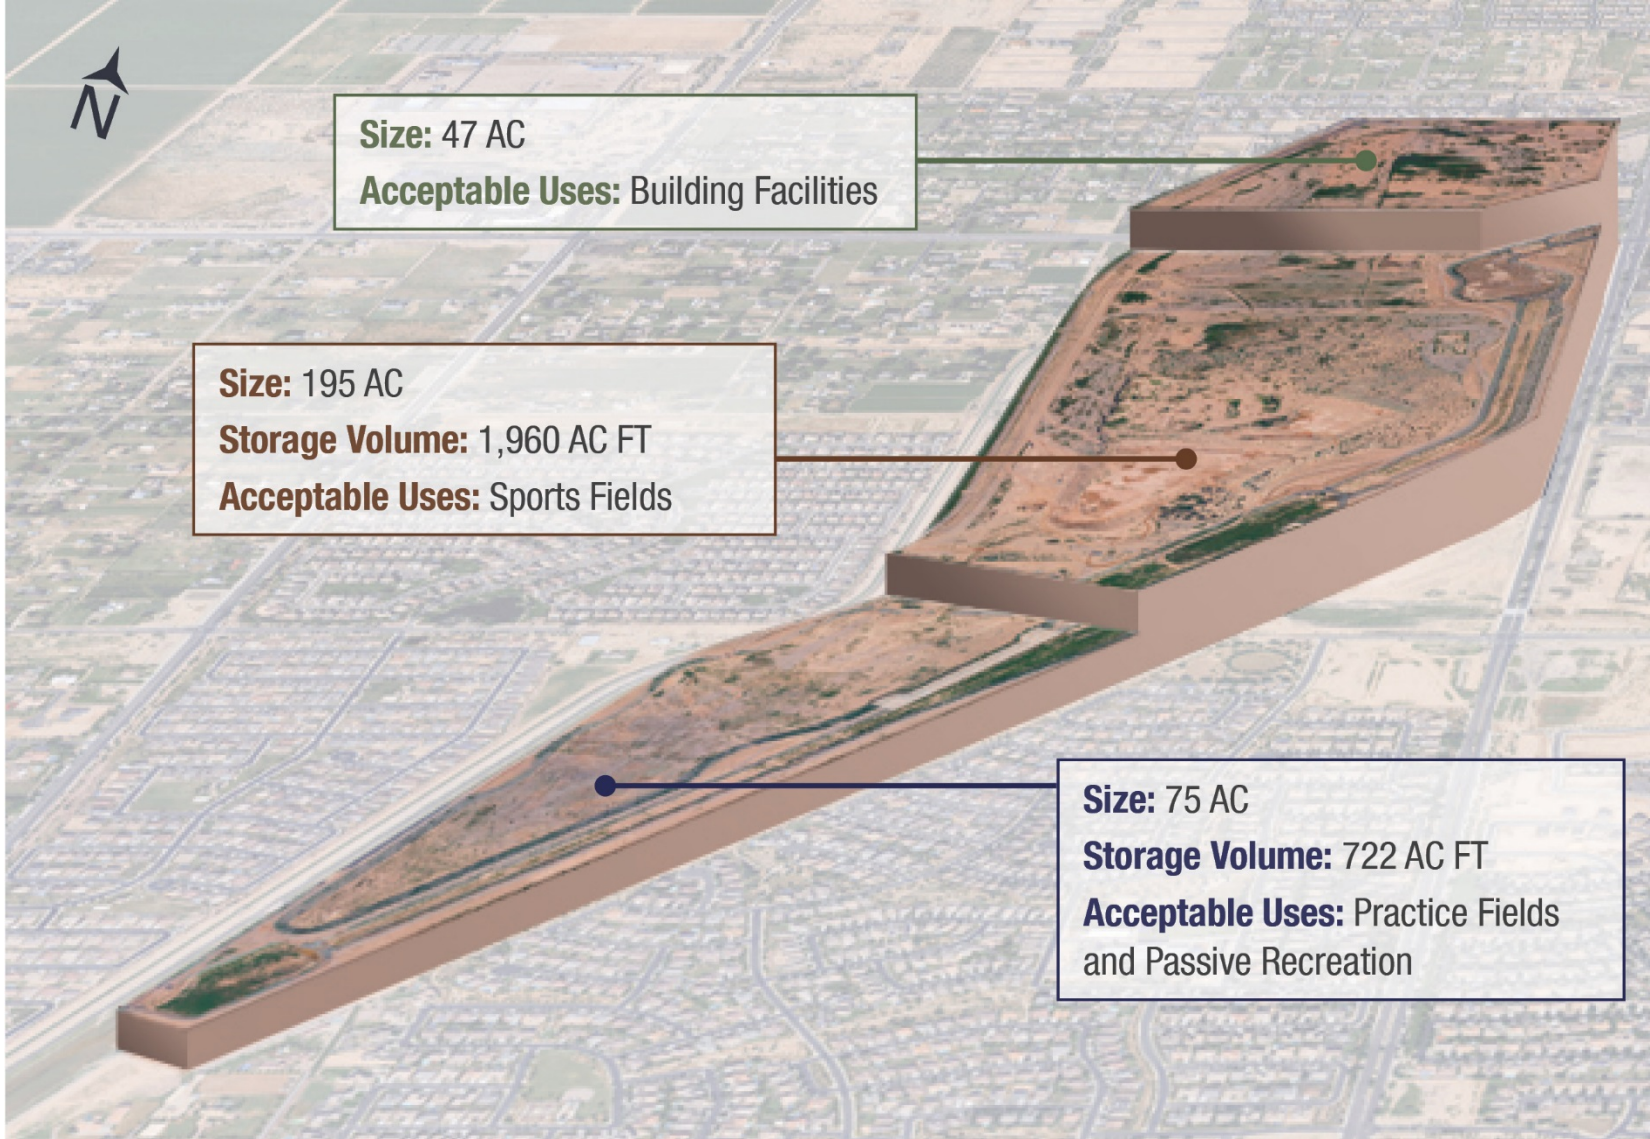 N
Size: 47 AC
Acceptable Uses: Building Facilities
Size: 195 AC
Storage Volume: 1,960 AC FT
Acceptable Uses: Sports Fields
Size: 75 AC
Storage Volume: 722 AC FT
Acceptable Uses: Practice Fields
and Passive Recreation